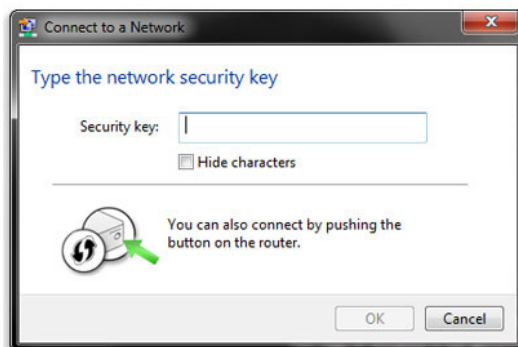 Connect to a Network
Type the network security key
Security key:
Hide characters
You can also connect by pushing the
button on the router.
OK
Cancel